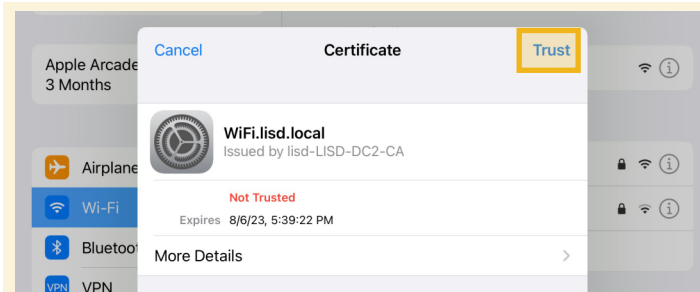 Cancel
Certificate
Trust
Apple Arcade
3 Months
WiFi.lisd.local
Issued by lisd-LISD-DC2-CA
Airplane
Not Trusted
Wi-Fi
Expires 8/6/23, 5:39:22 PM
Bluetoo
More Details
VPN VPN